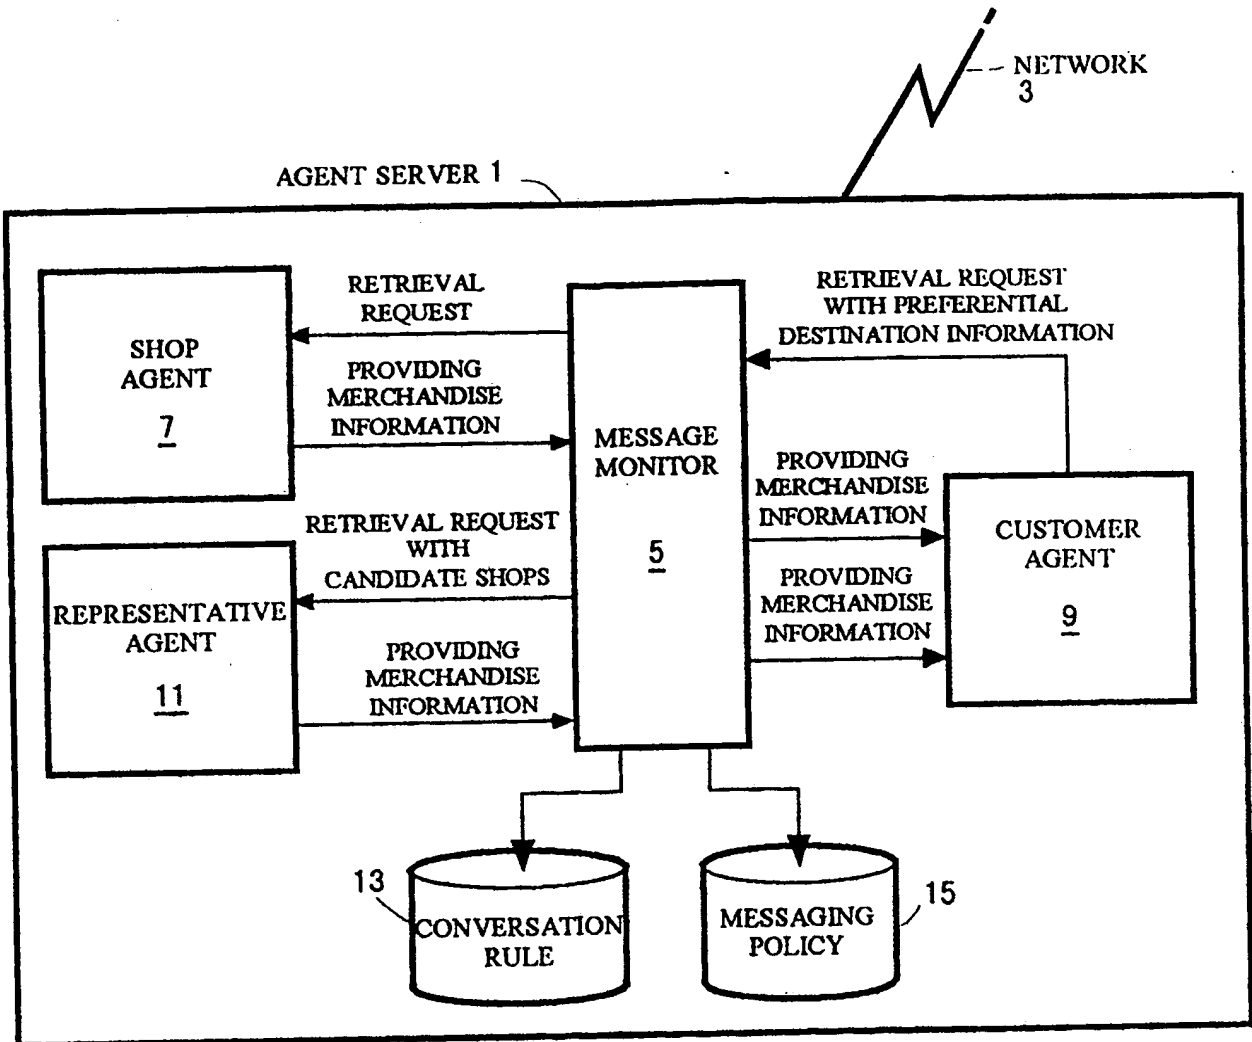 NETWORK
3
AGENT SERVER 1
RETRIEVAL
REQUEST
RETRIEVAL REQUEST
WITH PREFERENTIAL
DESTINATION INFORMATION
SHOP
AGENT
7
PROVIDING
MERCHANDISE
INFORMATION
MESSAGE
MONITOR
5
PROVIDING
MERCHANDISE
INFORMATION
CUSTOMER
AGENT
9
RETRIEVAL REQUEST
WITH
CANDIDATE SHOPS
PROVIDING
MERCHANDISE
INFORMATION
REPRESENTATIVE
AGENT
11
PROVIDING
MERCHANDISE
INFORMATION
13
CONVERSATION
RULE
MESSAGING
POLICY
15